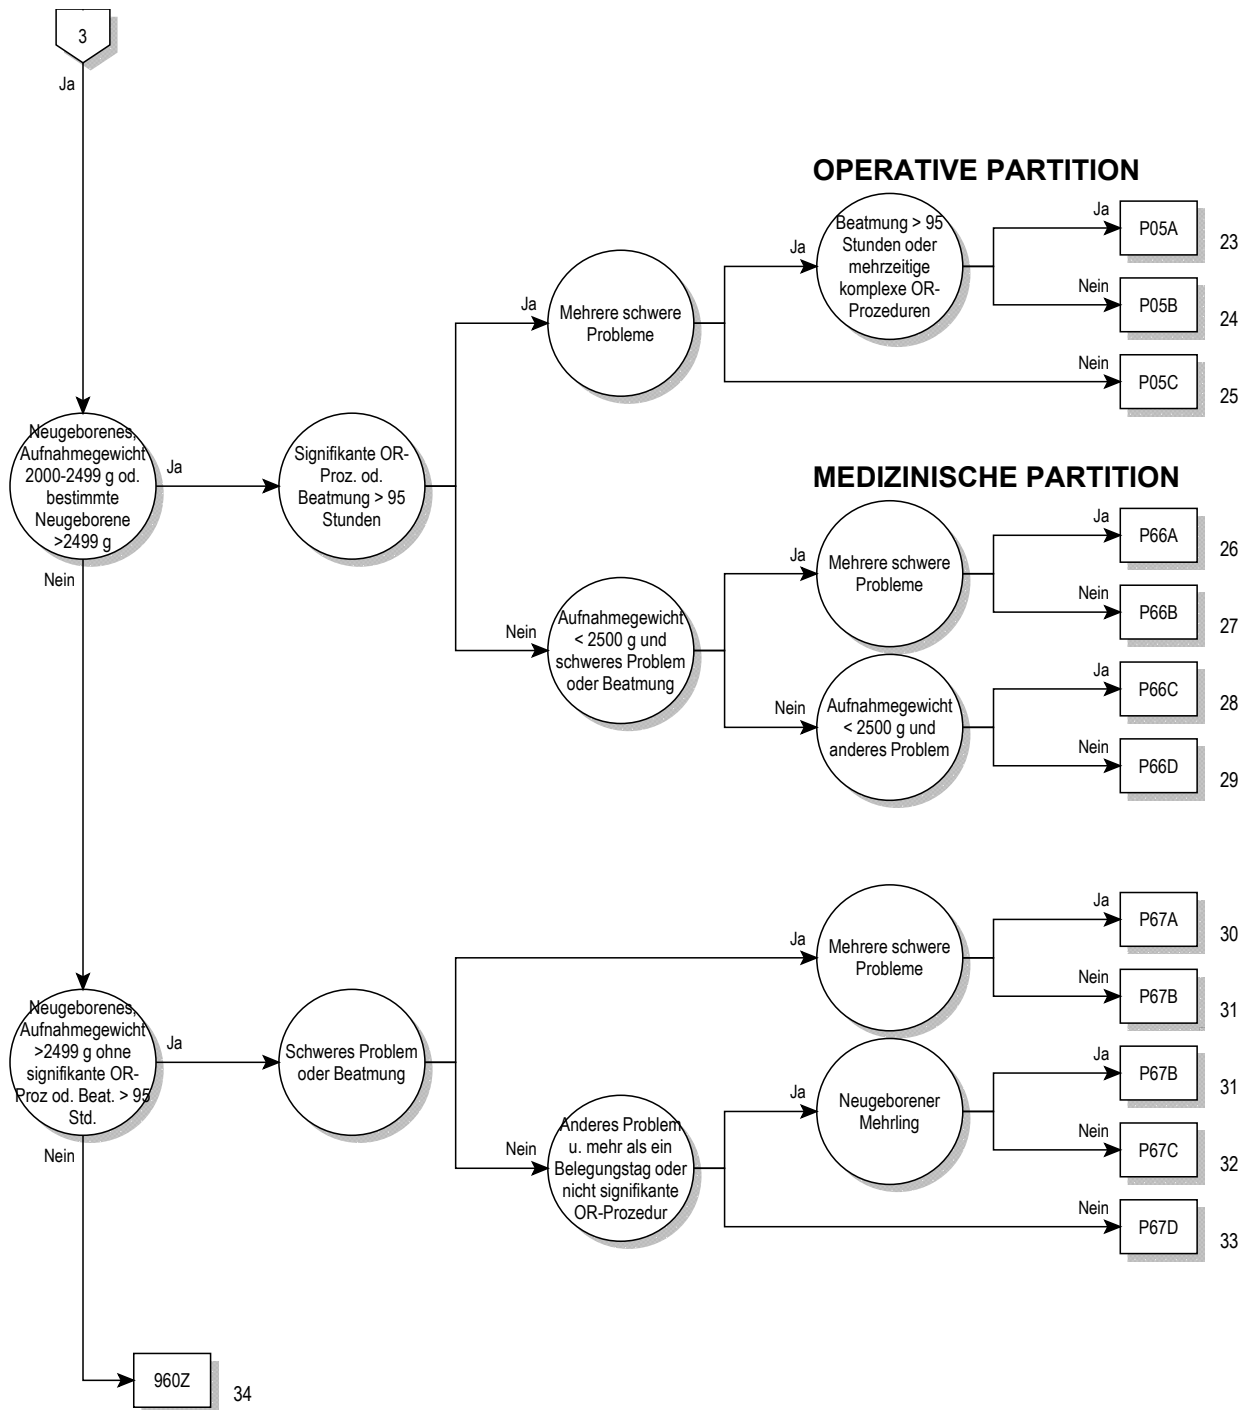 3
Ja
OPERATIVE PARTITION
Beatmung > 95
Stunden oder
mehrzeitige
komplexe OR-
Prozeduren
Ja
Ja
P05A
23
Nein
P05B
24
Ja
Mehrere schwere
Probleme
Nein
P05C
25
Neugeborenes,
Aufnahmegewicht
2000-2499 g od.
bestimmte
Neugeborene
>2499 g
Ja
Signifikante OR-
Proz. od.
Beatmung > 95
Stunden
MEDIZINISCHE PARTITION
Ja
Mehrere schwere
Probleme
Ja
P66A
26
Nein
P66B
27
Nein
Nein
Aufnahmegewicht
< 2500 g und
schweres Problem
oder Beatmung
Nein
Aufnahmegewicht
< 2500 g und
anderes Problem
Ja
P66C
28
Nein
P66D
29
Ja
Mehrere schwere
Probleme
Ja
P67A
30
Nein
P67B
31
Neugeborenes,
Aufnahmegewicht
>2499 g ohne
signifikante OR-
Proz od. Beat. > 95
Std.
Ja
Schweres Problem
oder Beatmung
Ja
Neugeborener
Mehrling
Ja
P67B
31
Nein
P67C
32
Nein
Nein
Anderes Problem
u. mehr als ein
Belegungstag oder
nicht signifikante
OR-Prozedur
Nein
P67D
33
960Z
34